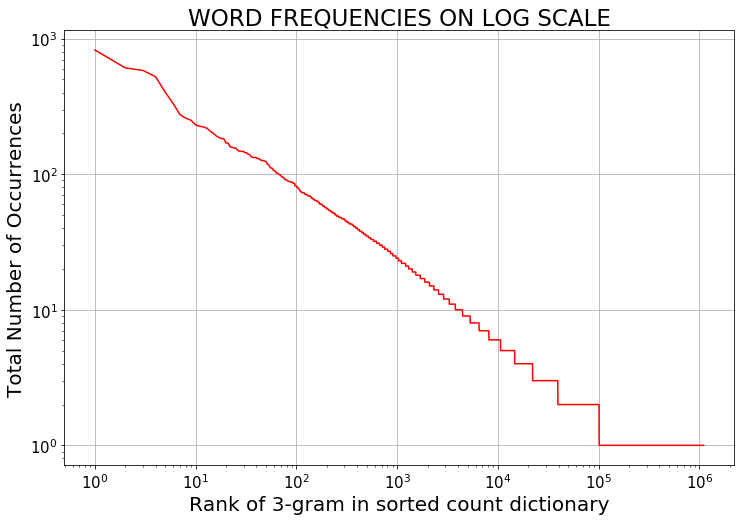 WORD FREQUENCIES ON LOG SCALE
Total Number of Occurrences
10³
10²
10¹
10⁰
10⁰ 10¹ 10² 10³ 10⁴ 10⁵ 10⁶
Rank of 3-gram in sorted count dictionary